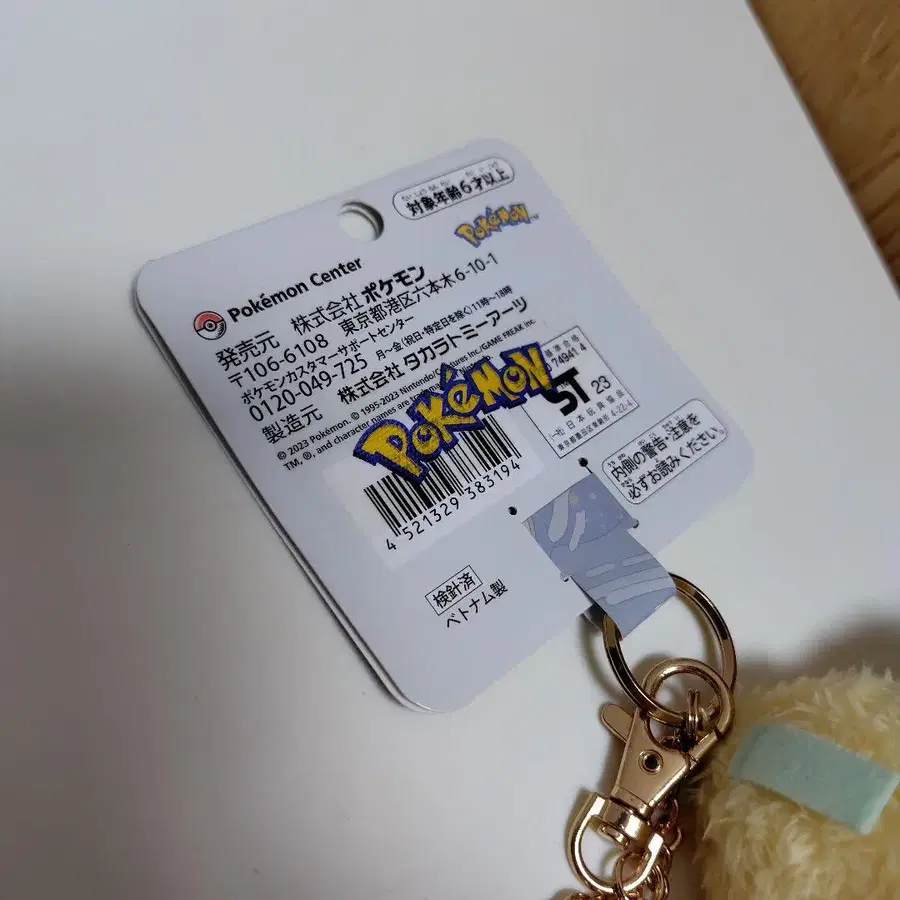 対象年齢6才以上
POKéMON
Pokémon Center
発売元 株式会社ポケモン
〒106-6108 東京都港区六本木6-10-1
ポケモンカスタマーサポートセンター
0120-049-725 月〜金(祝日・特定日を除く)11時〜18時
製造元 株式会社タカラトミーアーツ
© 2023 Pokémon. © 1995-2023 Nintendo/Creatures Inc./GAME FREAK inc.
TM, ®, and character names are
POKéMON
74941
ST 23
(一社)日本玩具協会
内側の警告・注意を
必ずお読みください。
4 521329 383194
検針済
ベトナム製